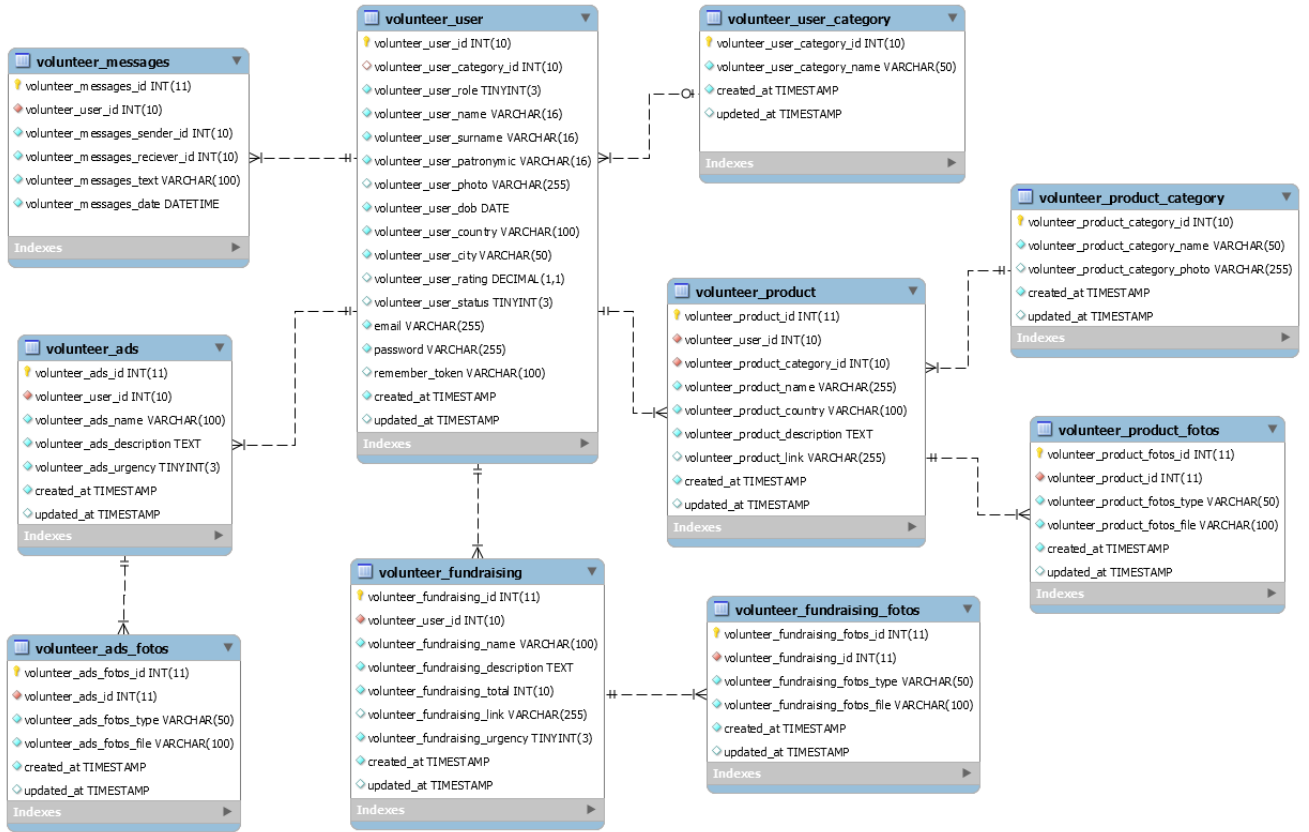 volunteer_messages
volunteer_messages_id INT(11)
volunteer_user_id INT(10)
volunteer_messages_sender_id INT(10)
volunteer_messages_reciever_id INT(10)
volunteer_messages_text VARCHAR(100)
volunteer_messages_date DATETIME
Indexes
volunteer_user
volunteer_user_id INT(10)
volunteer_user_category_id INT(10)
volunteer_user_role TINYINT(3)
volunteer_user_name VARCHAR(16)
volunteer_user_surname VARCHAR(16)
volunteer_user_patronymic VARCHAR(16)
volunteer_user_photo VARCHAR(255)
volunteer_user_dob DATE
volunteer_user_country VARCHAR(100)
volunteer_user_city VARCHAR(50)
volunteer_user_rating DECIMAL(1,1)
volunteer_user_status TINYINT(3)
email VARCHAR(255)
password VARCHAR(255)
remember_token VARCHAR(100)
created_at TIMESTAMP
updated_at TIMESTAMP
Indexes
volunteer_user_category
volunteer_user_category_id INT(10)
volunteer_user_category_name VARCHAR(50)
created_at TIMESTAMP
updeted_at TIMESTAMP
Indexes
volunteer_product_category
volunteer_product_category_id INT(10)
volunteer_product_category_name VARCHAR(50)
volunteer_product_category_photo VARCHAR(255)
created_at TIMESTAMP
updated_at TIMESTAMP
Indexes
volunteer_product
volunteer_product_id INT(11)
volunteer_user_id INT(10)
volunteer_product_category_id INT(10)
volunteer_product_name VARCHAR(255)
volunteer_product_country VARCHAR(100)
volunteer_product_description TEXT
volunteer_product_link VARCHAR(255)
created_at TIMESTAMP
updated_at TIMESTAMP
Indexes
volunteer_ads
volunteer_ads_id INT(11)
volunteer_user_id INT(10)
volunteer_ads_name VARCHAR(100)
volunteer_ads_description TEXT
volunteer_ads_urgency TINYINT(3)
created_at TIMESTAMP
updated_at TIMESTAMP
Indexes
volunteer_product_fotos
volunteer_product_fotos_id INT(11)
volunteer_product_id INT(11)
volunteer_product_fotos_type VARCHAR(50)
volunteer_product_fotos_file VARCHAR(100)
created_at TIMESTAMP
updated_at TIMESTAMP
Indexes
volunteer_fundraising
volunteer_fundraising_id INT(11)
volunteer_user_id INT(10)
volunteer_fundraising_name VARCHAR(100)
volunteer_fundraising_description TEXT
volunteer_fundraising_total INT(10)
volunteer_fundraising_link VARCHAR(255)
volunteer_fundraising_urgency TINYINT(3)
created_at TIMESTAMP
updated_at TIMESTAMP
Indexes
volunteer_fundraising_fotos
volunteer_fundraising_fotos_id INT(11)
volunteer_fundraising_id INT(11)
volunteer_fundraising_fotos_type VARCHAR(50)
volunteer_fundraising_fotos_file VARCHAR(100)
created_at TIMESTAMP
updated_at TIMESTAMP
Indexes
volunteer_ads_fotos
volunteer_ads_fotos_id INT(11)
volunteer_ads_id INT(11)
volunteer_ads_fotos_type VARCHAR(50)
volunteer_ads_fotos_file VARCHAR(100)
created_at TIMESTAMP
updated_at TIMESTAMP
Indexes